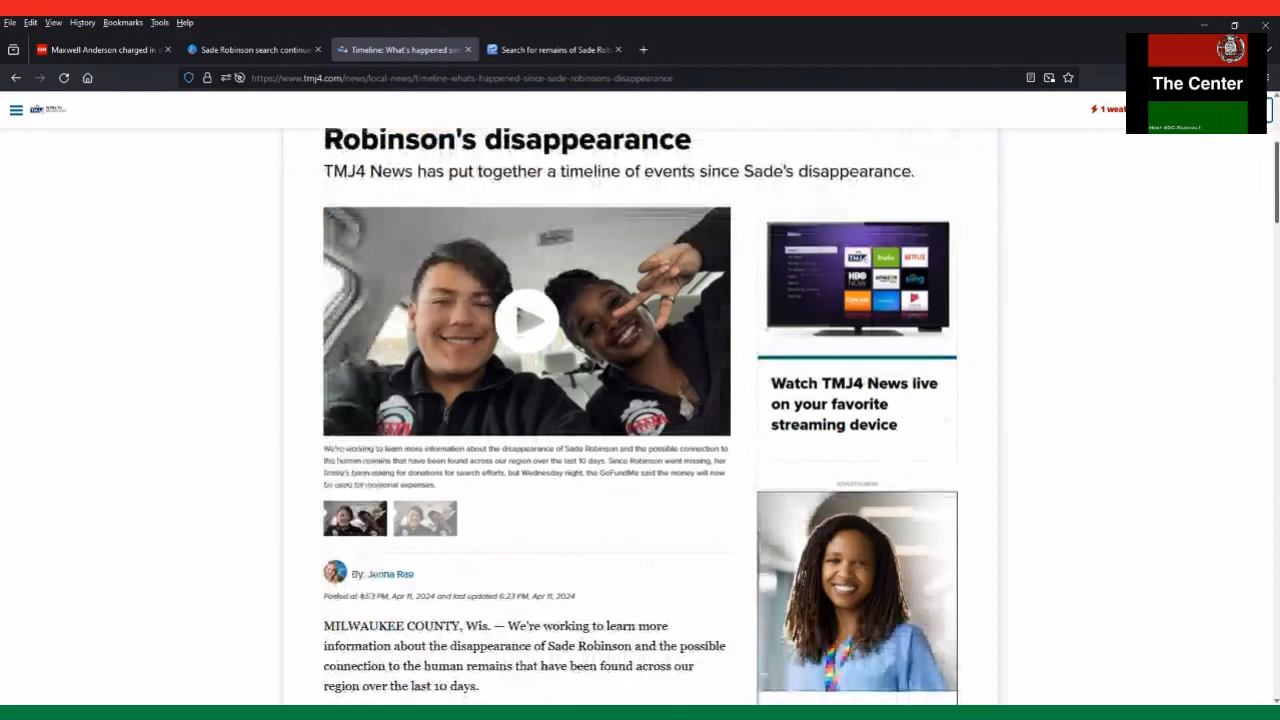 File Edit View History Bookmarks Tools Help
Maxwell Anderson charged in
Sade Robinson search continue
Timeline: What's happened sin
Search for remains of Sade Rob
https://www.tmj4.com/news/local-news/timeline-whats-happened-since-sade-robinsons-disappearance
The Center
1 weat
Robinson's disappearance
TMJ4 News has put together a timeline of events since Sade's disappearance.
hulu
NETFLIX
HBO NOW
sling
Watch TMJ4 News live
on your favorite
streaming device
We're working to learn more information about the disappearance of Sade Robinson and the possible connection to
the human remains that have been found across our region over the last 10 days. Since Robinson went missing, her
family's been asking for donations for search efforts, but Wednesday night, the GoFundMe said the money will now
be used for memorial expenses.
ADVERTISEMENT
By: Jenna Rae
Posted at 4:53 PM, Apr 11, 2024 and last updated 6:23 PM, Apr 11, 2024
MILWAUKEE COUNTY, Wis. — We're working to learn more
information about the disappearance of Sade Robinson and the possible
connection to the human remains that have been found across our
region over the last 10 days.